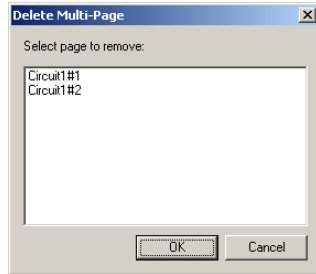 Delete Multi-Page
Select page to remove:
Circuit1#1
Circuit1#2
OK
Cancel